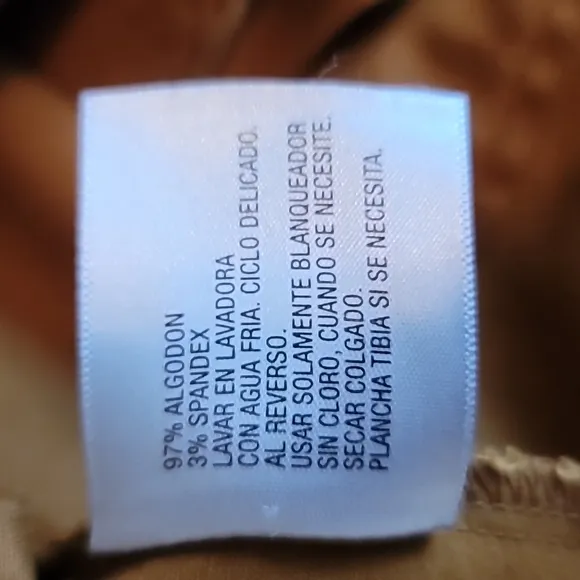 97% ALGODON
3% SPANDEX
LAVAR EN LAVADORA
CON AGUA FRIA. CICLO DELICADO.
AL REVERSO.
USAR SOLAMENTE BLANQUEADOR
SIN CLORO, CUANDO SE NECESITE.
SECAR COLGADO.
PLANCHA TIBIA SI SE NECESITA.